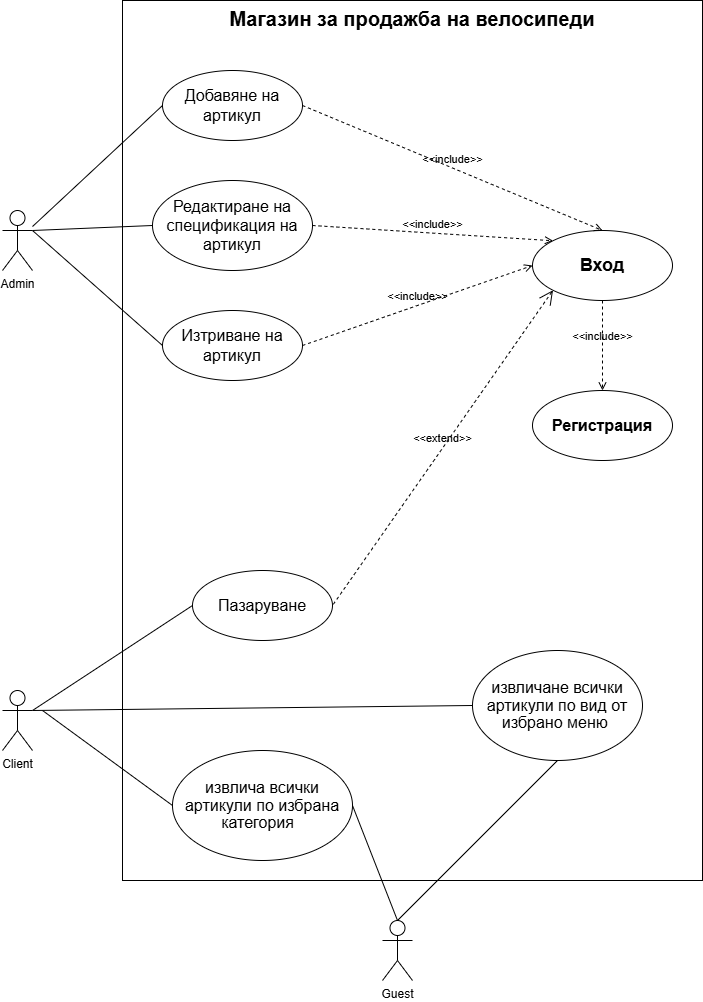 Магазин за продажба на велосипеди
Добавяне на
артикул
<<include>>
Редактиране на
спецификация на
артикул
<<include>>
Вход
Admin
<<include>>
Изтриване на
артикул
<<include>>
Регистрация
<<extend>>
Пазаруване
извличане всички
артикули по вид от
избрано меню
Client
извлича всички
артикули по избрана
категория
Guest